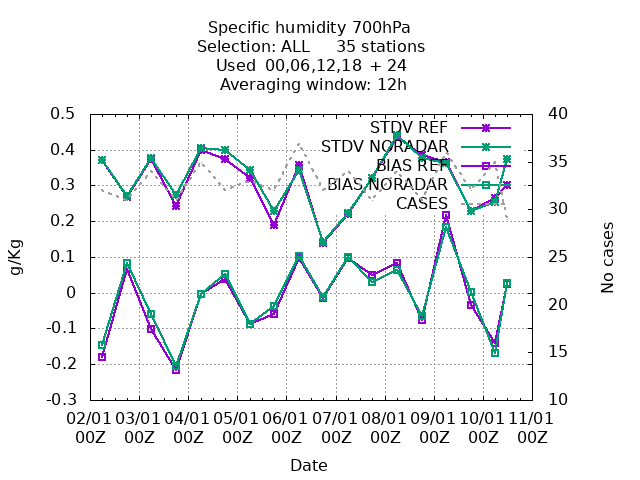 Specific humidity 700hPa
Selection: ALL 35 stations
Used 00,06,12,18 + 24
Averaging window: 12h
0.5
0.4
0.3
0.2
0.1
0
-0.1
-0.2
-0.3
g/Kg
40
35
30
25
20
15
10
No cases
STDV REF
STDV NORADAR
BIAS REF
BIAS NORADAR
CASES
02/01 03/01 04/01 05/01 06/01 07/01 08/01 09/01 10/01 11/01
00Z 00Z 00Z 00Z 00Z 00Z 00Z 00Z 00Z 00Z
Date